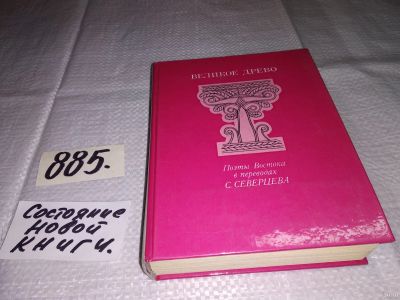 ВЕЛИКОЕ ДРЕВО
Поэты Востока
в переводах
С. СЕВЕРЦЕВА
885.
Состояние
Новой
КНИГИ.